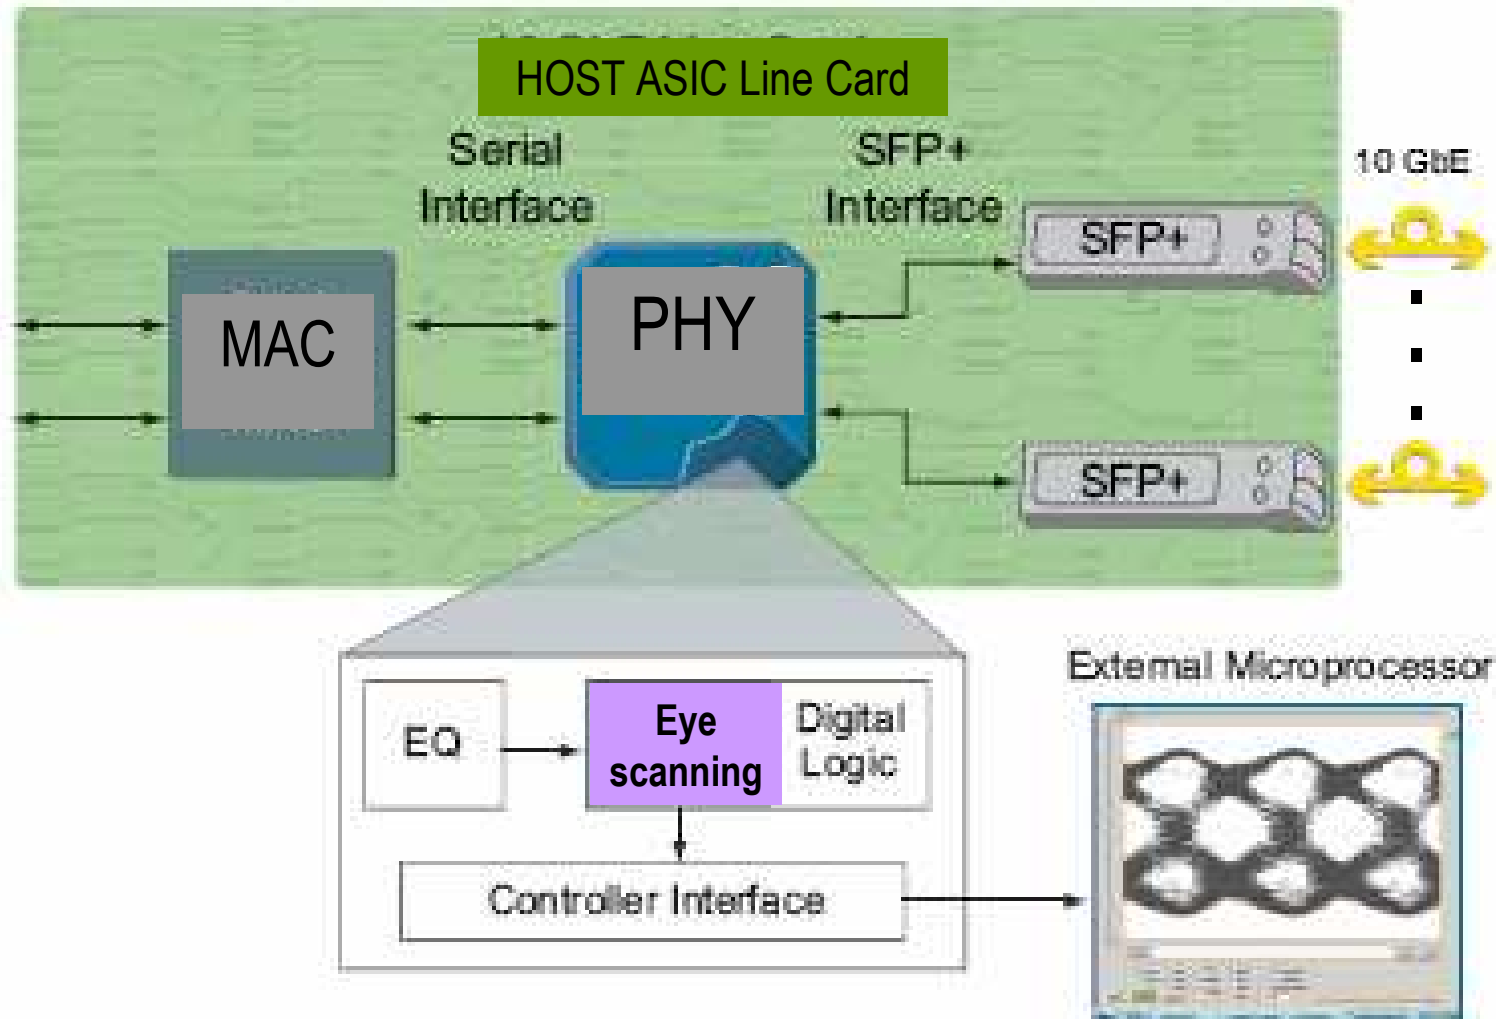 HOST ASIC Line Card
Serial
Interface
SFP+
Interface
10 GbE
SFP+
MAC
PHY
SFP+
External Microprocessor
EQ
Eye
scanning
Digital
Logic
Controller Interface